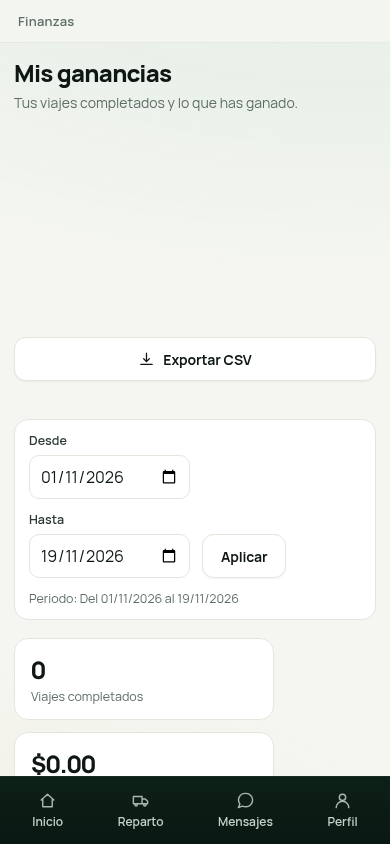 Finanzas
Mis ganancias
Tus viajes completados y lo que has ganado.
Exportar CSV
Desde
01/11/2026
Hasta
19/11/2026
Aplicar
Periodo: Del 01/11/2026 al 19/11/2026
0
Viajes completados
$0.00
Inicio
Reparto
Mensajes
Perfil